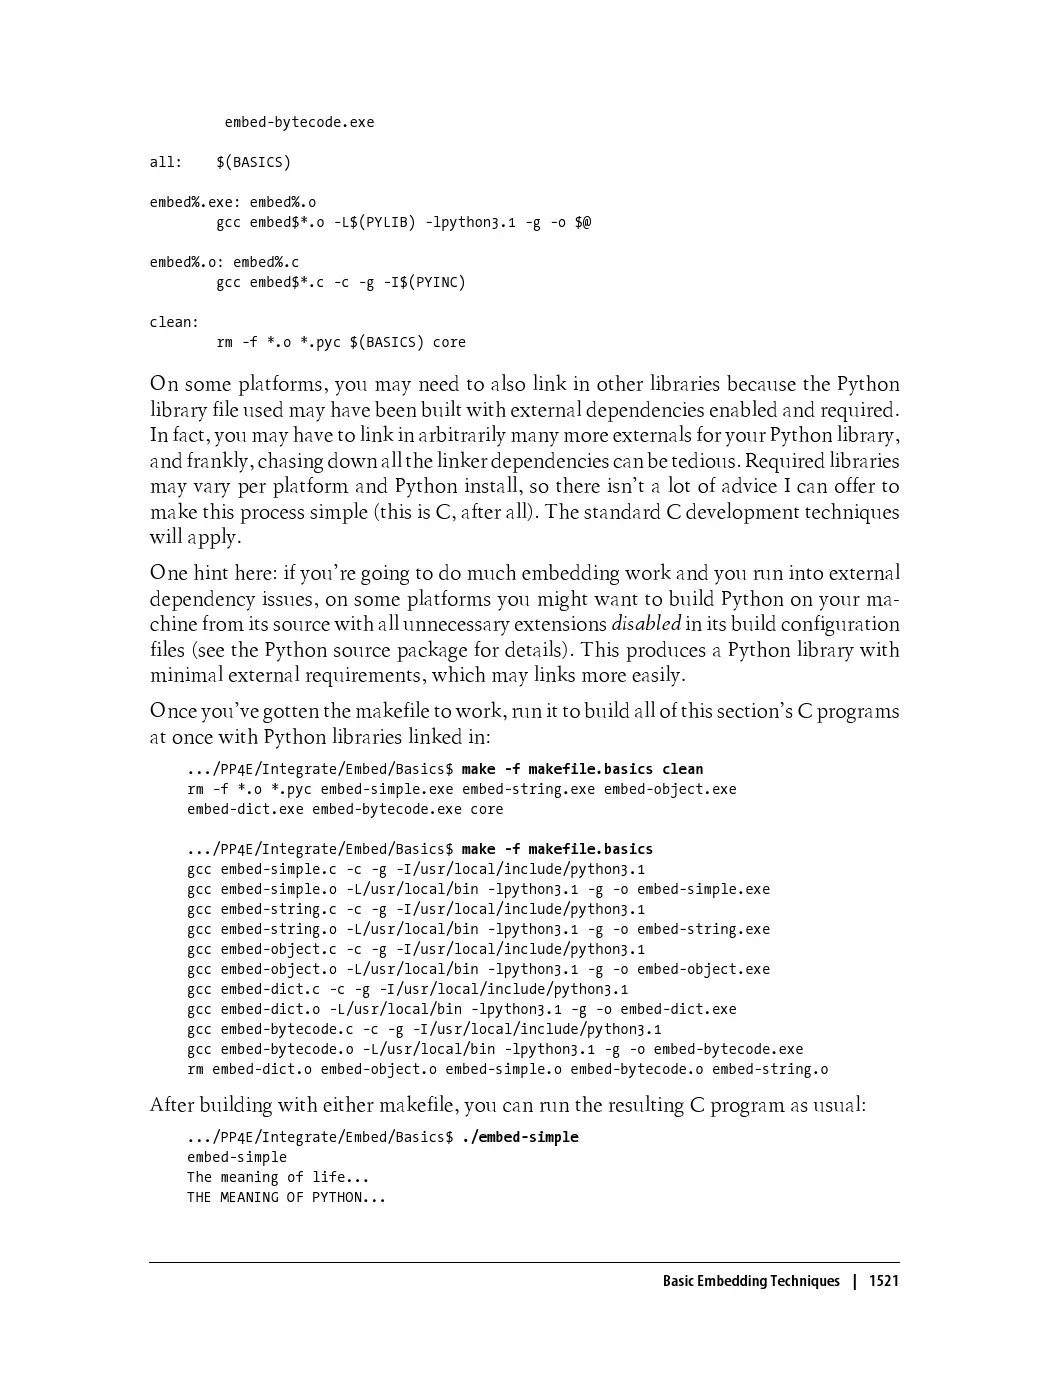 embed-bytecode.exe
all: $(BASICS)
embed%.exe: embed%.o
gcc embed$*.o -L$(PYLIB) -lpython3.1 -g -o $@
embed%.o: embed%.c
gcc embed$*.c -c -g -I$(PYINC)
clean:
rm -f *.o *.pyc $(BASICS) core
On some platforms, you may need to also link in other libraries because the Python
library file used may have been built with external dependencies enabled and required.
In fact, you may have to link in arbitrarily many more externals for your Python library,
and frankly, chasing down all the linker dependencies can be tedious. Required libraries
may vary per platform and Python install, so there isn’t a lot of advice I can offer to
make this process simple (this is C, after all). The standard C development techniques
will apply.
One hint here: if you’re going to do much embedding work and you run into external
dependency issues, on some platforms you might want to build Python on your ma-
chine from its source with all unnecessary extensions disabled in its build configuration
files (see the Python source package for details). This produces a Python library with
minimal external requirements, which may links more easily.
Once you’ve gotten the makefile to work, run it to build all of this section’s C programs
at once with Python libraries linked in:
.../PP4E/Integrate/Embed/Basics$ make -f makefile.basics clean
rm -f *.o *.pyc embed-simple.exe embed-string.exe embed-object.exe
embed-dict.exe embed-bytecode.exe core
.../PP4E/Integrate/Embed/Basics$ make -f makefile.basics
gcc embed-simple.c -c -g -I/usr/local/include/python3.1
gcc embed-simple.o -L/usr/local/bin -lpython3.1 -g -o embed-simple.exe
gcc embed-string.c -c -g -I/usr/local/include/python3.1
gcc embed-string.o -L/usr/local/bin -lpython3.1 -g -o embed-string.exe
gcc embed-object.c -c -g -I/usr/local/include/python3.1
gcc embed-object.o -L/usr/local/bin -lpython3.1 -g -o embed-object.exe
gcc embed-dict.c -c -g -I/usr/local/include/python3.1
gcc embed-dict.o -L/usr/local/bin -lpython3.1 -g -o embed-dict.exe
gcc embed-bytecode.c -c -g -I/usr/local/include/python3.1
gcc embed-bytecode.o -L/usr/local/bin -lpython3.1 -g -o embed-bytecode.exe
rm embed-dict.o embed-object.o embed-simple.o embed-bytecode.o embed-string.o
After building with either makefile, you can run the resulting C program as usual:
.../PP4E/Integrate/Embed/Basics$ ./embed-simple
embed-simple
The meaning of life...
THE MEANING OF PYTHON...
Basic Embedding Techniques | 1521